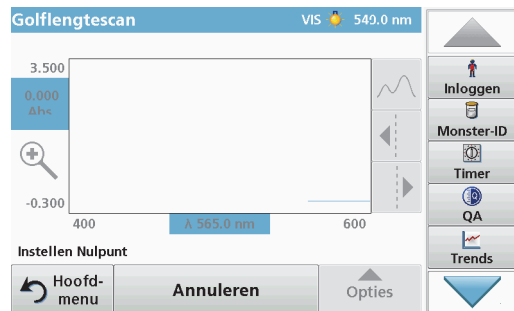 Golflengtescan VIS 549.0 nm
3.500
0.000
Abs
-0.300
400 λ 565.0 nm 600
Instellen Nulpunt
Hoofd-
menu
Annuleren
Opties
Inloggen
Monster-ID
Timer
QA
Trends